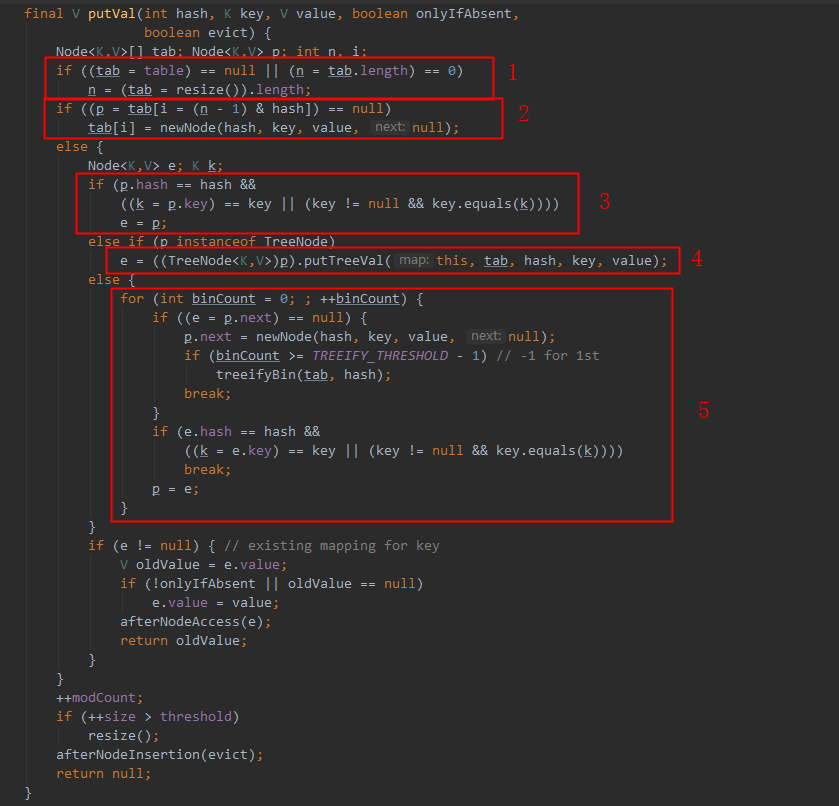 final V putVal(int hash, K key, V value, boolean onlyIfAbsent,
               boolean evict) {
    Node<K,V>[] tab; Node<K,V> p; int n, i;
    if ((tab = table) == null || (n = tab.length) == 0) 1
        n = (tab = resize()).length;
    if ((p = tab[i = (n - 1) & hash]) == null) 2
        tab[i] = newNode(hash, key, value, next: null);
    else {
        Node<K,V> e; K k;
        if (p.hash == hash &&
            ((k = p.key) == key || (key != null && key.equals(k)))) 3
            e = p;
        else if (p instanceof TreeNode)
            e = ((TreeNode<K,V>)p).putTreeVal( map: this, tab, hash, key, value); 4
        else {
            for (int binCount = 0; ; ++binCount) {
                if ((e = p.next) == null) {
                    p.next = newNode(hash, key, value, next: null);
                    if (binCount >= TREEIFY_THRESHOLD - 1) // -1 for 1st
                        treeifyBin(tab, hash);
                    break;
                } 5
                if (e.hash == hash &&
                    ((k = e.key) == key || (key != null && key.equals(k))))
                    break;
                p = e;
            }
        }
        if (e != null) { // existing mapping for key
            V oldValue = e.value;
            if (!onlyIfAbsent || oldValue == null)
                e.value = value;
            afterNodeAccess(e);
            return oldValue;
        }
    }
    ++modCount;
    if (++size > threshold)
        resize();
    afterNodeInsertion(evict);
    return null;
}